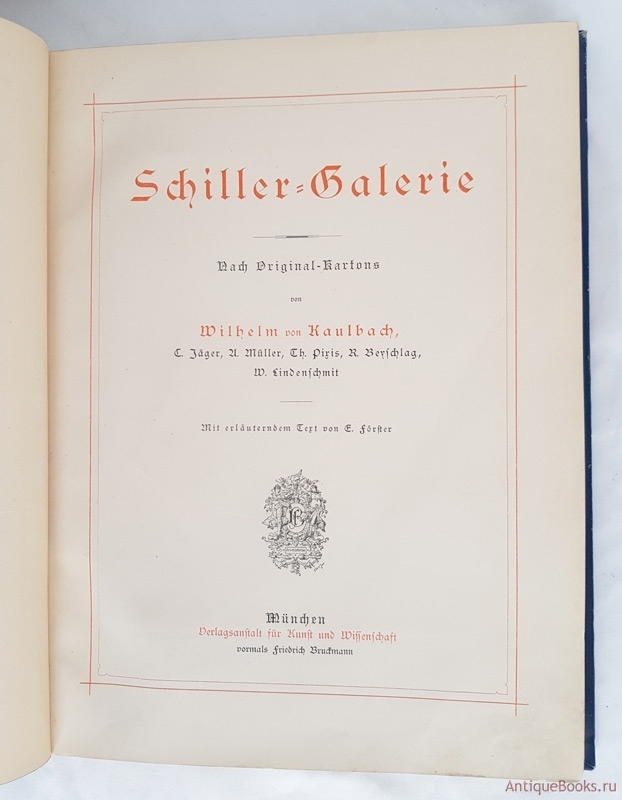 Schiller=Galerie
Nach Original-Kartons
von
Wilhelm von Kaulbach,
C. Jäger, A. Müller, Th. Pixis, R. Beyschlag,
W. Lindenschmit
Mit erläuterndem Text von E. Förster
München
Verlagsanstalt für Kunst und Wissenschaft
vormals Friedrich Bruckmann
AntiqueBooks.ru